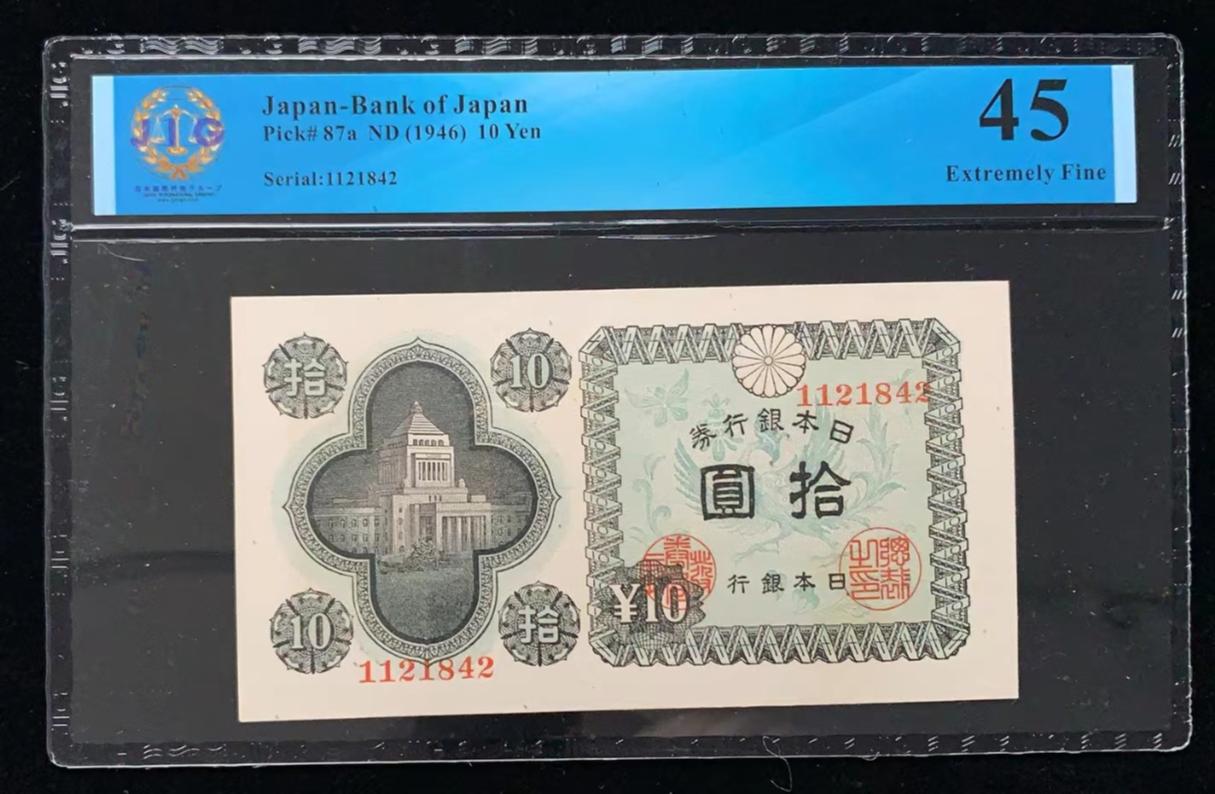 JIG
Japan-Bank of Japan
Pick# 87a ND (1946) 10 Yen
Serial:1121842
45
Extremely Fine
拾
10
1121842
券行銀本日
圓拾
行銀本日
¥10
10
拾
1121842